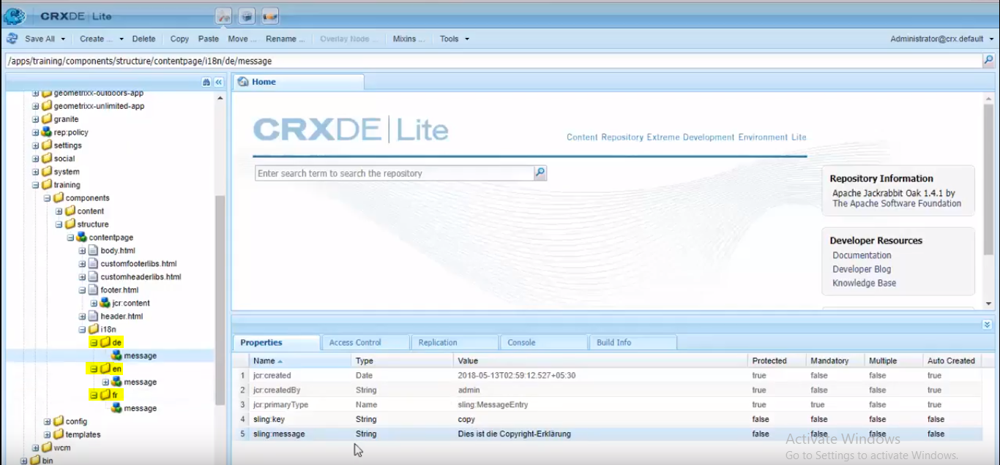 CRXDE | Lite
Save All Create ... Delete Copy Paste Move ... Rename ... Overlay Node ... Mixins ... Tools Administrator@crx.default
/apps/training/components/structure/contentpage/i18n/de/message
geometrixx-outdoors-app
geometrixx-unlimited-app
granite
rep:policy
settings
social
system
training
components
content
structure
contentpage
body.html
customfooterlibs.html
customheaderlibs.html
footer.html
jcr:content
header.html
i18n
de
message
en
message
fr
message
config
templates
wcm
bin
Home
CRXDE | Lite
Content Repository Extreme Development Environment Lite
Enter search term to search the repository
Repository Information
Apache Jackrabbit Oak 1.4.1 by
The Apache Software Foundation
Developer Resources
Documentation
Developer Blog
Knowledge Base
Properties Access Control Replication Console Build Info
Name Type Value Protected Mandatory Multiple Auto Created
1 jcr:created Date 2018-05-13T02:59:12.527+05:30 true false false true
2 jcr:createdBy String admin true false false true
3 jcr:primaryType Name sling:MessageEntry true true false true
4 sling:key String copy false false false false
5 sling:message String Dies ist die Copyright-Erklärung false false false false
Activate Windows
Go to Settings to activate Windows.